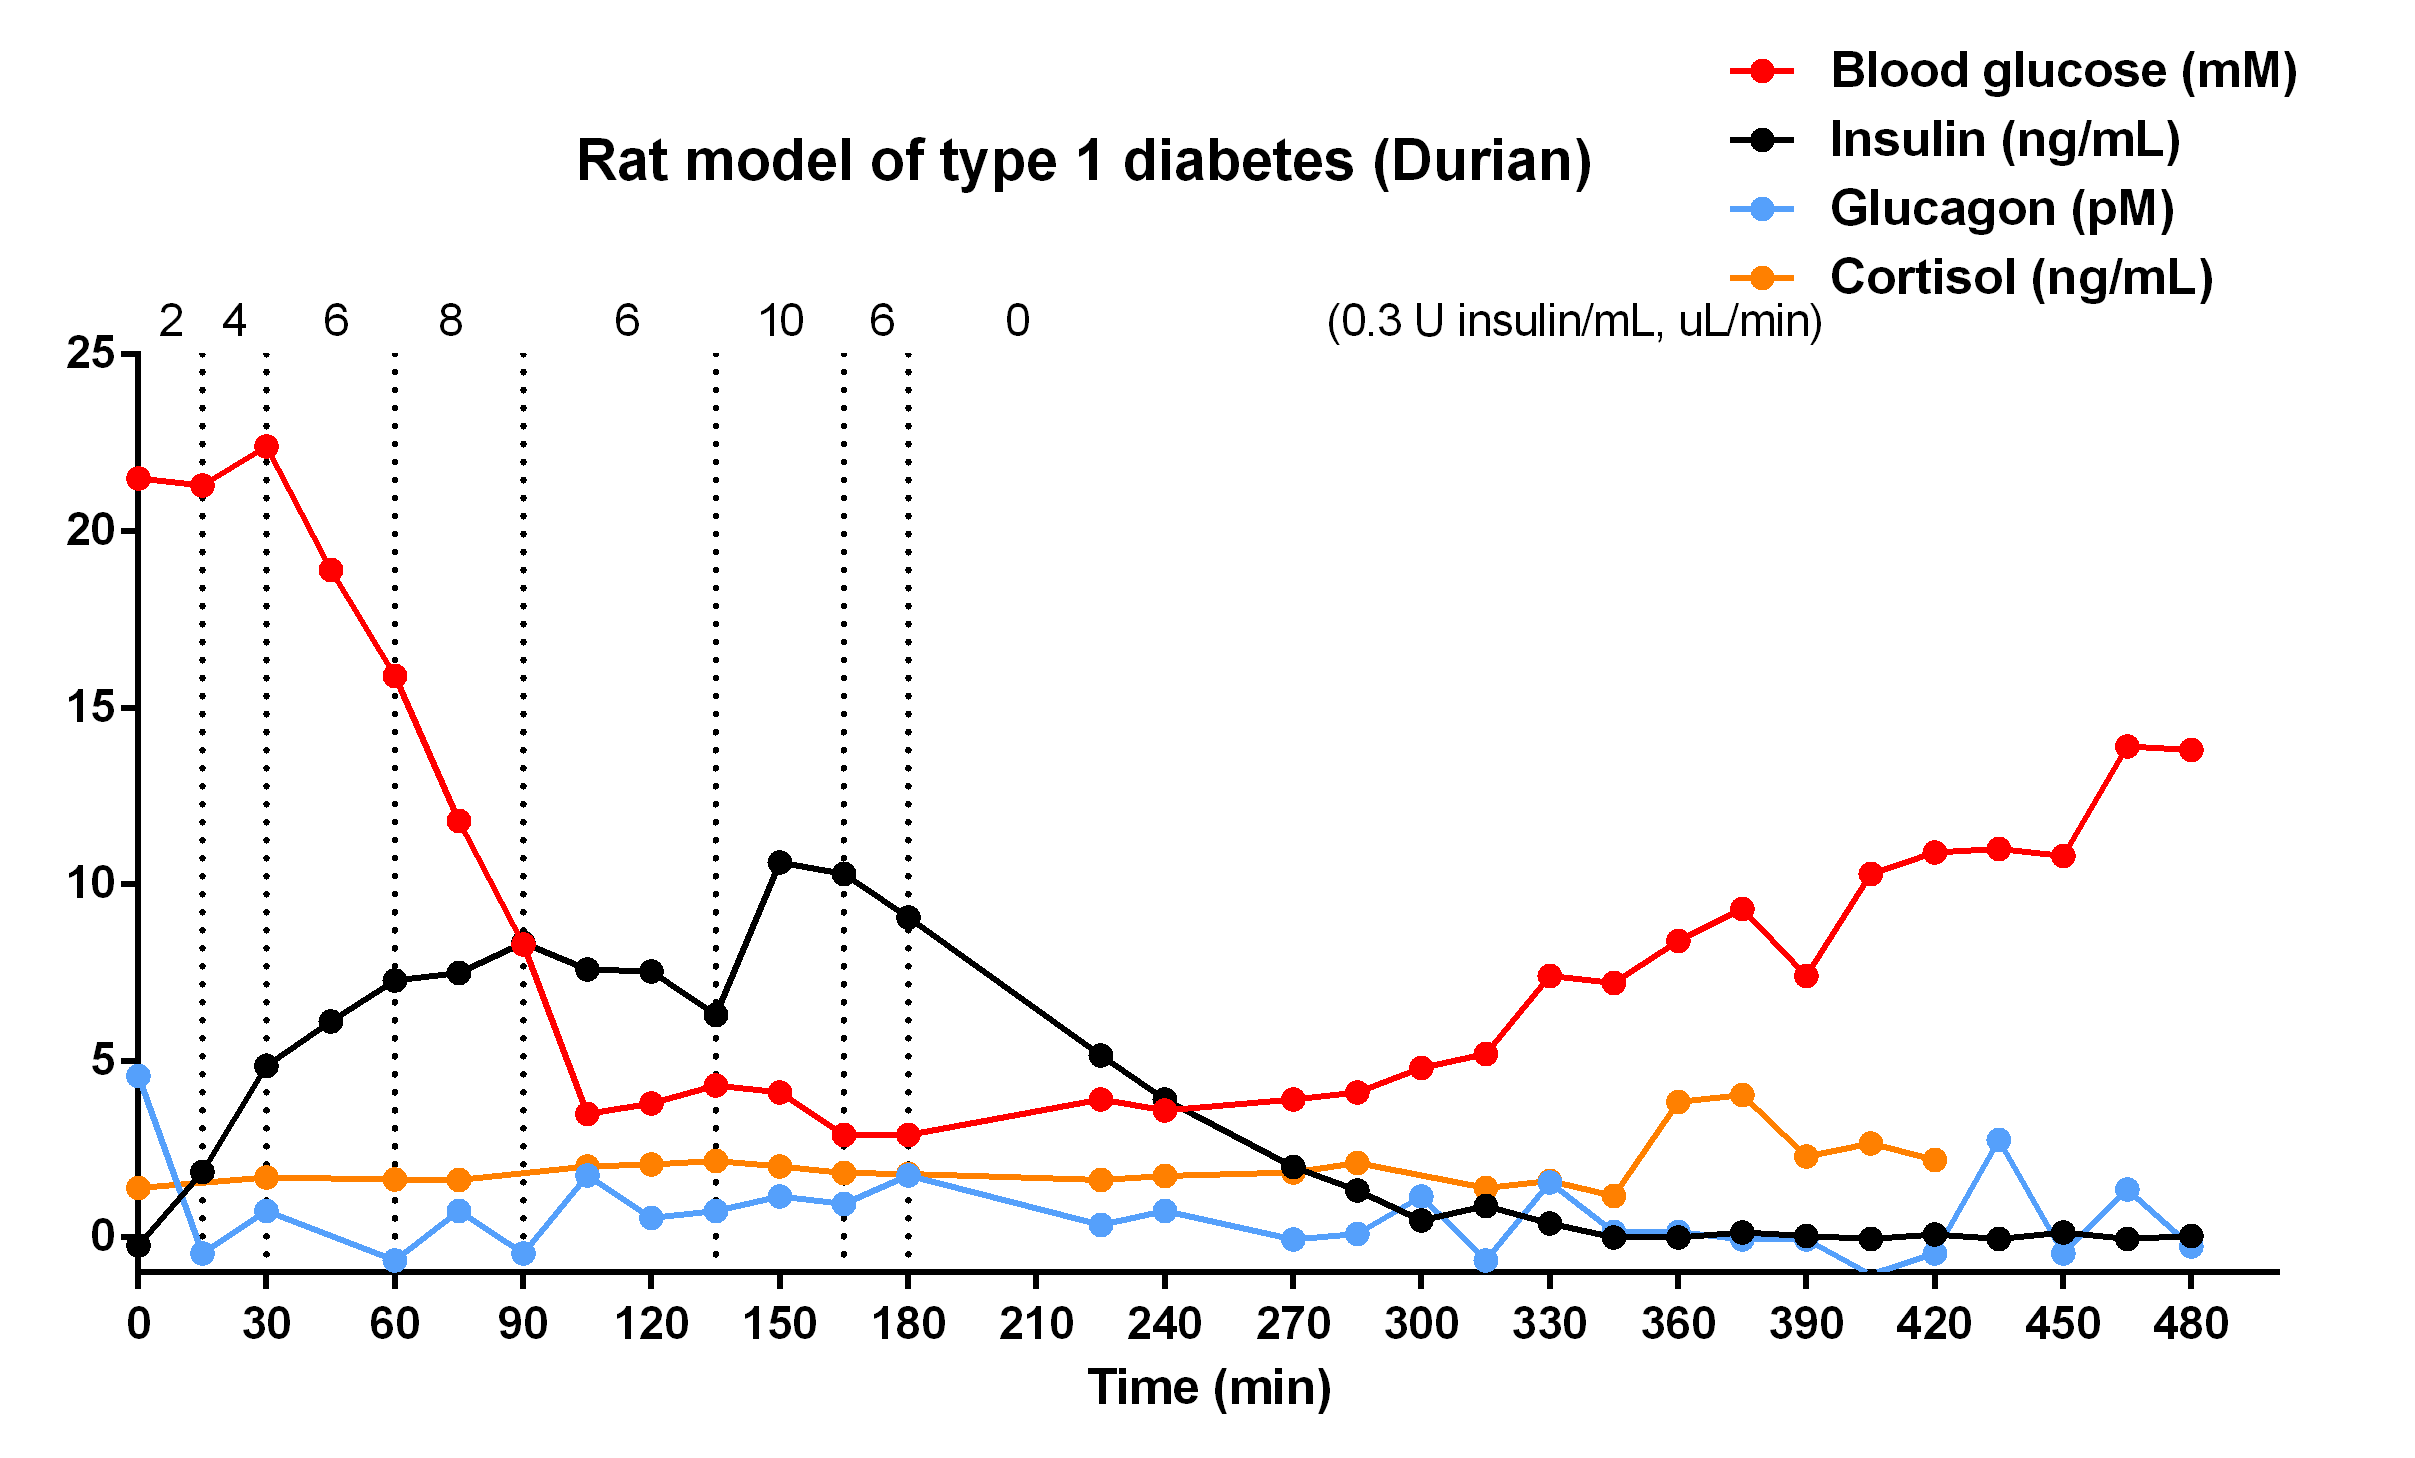 Blood glucose (mM)
Insulin (ng/mL)
Glucagon (pM)
Cortisol (ng/mL)
Rat model of type 1 diabetes (Durian)
2 4 6 8 6 10 6 0 (0.3 U insulin/mL, uL/min)
25
20
15
10
5
0
0 30 60 90 120 150 180 210 240 270 300 330 360 390 420 450 480
Time (min)